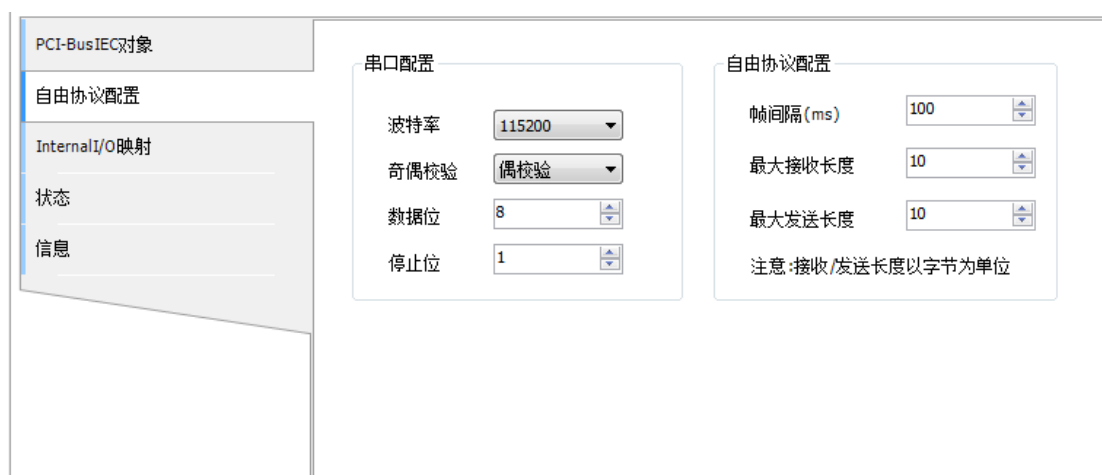 PCI-BusIEC对象
自由协议配置
InternalI/O映射
状态
信息
串口配置
波特率 115200
奇偶校验 偶校验
数据位 8
停止位 1
自由协议配置
帧间隔(ms) 100
最大接收长度 10
最大发送长度 10
注意:接收/发送长度以字节为单位